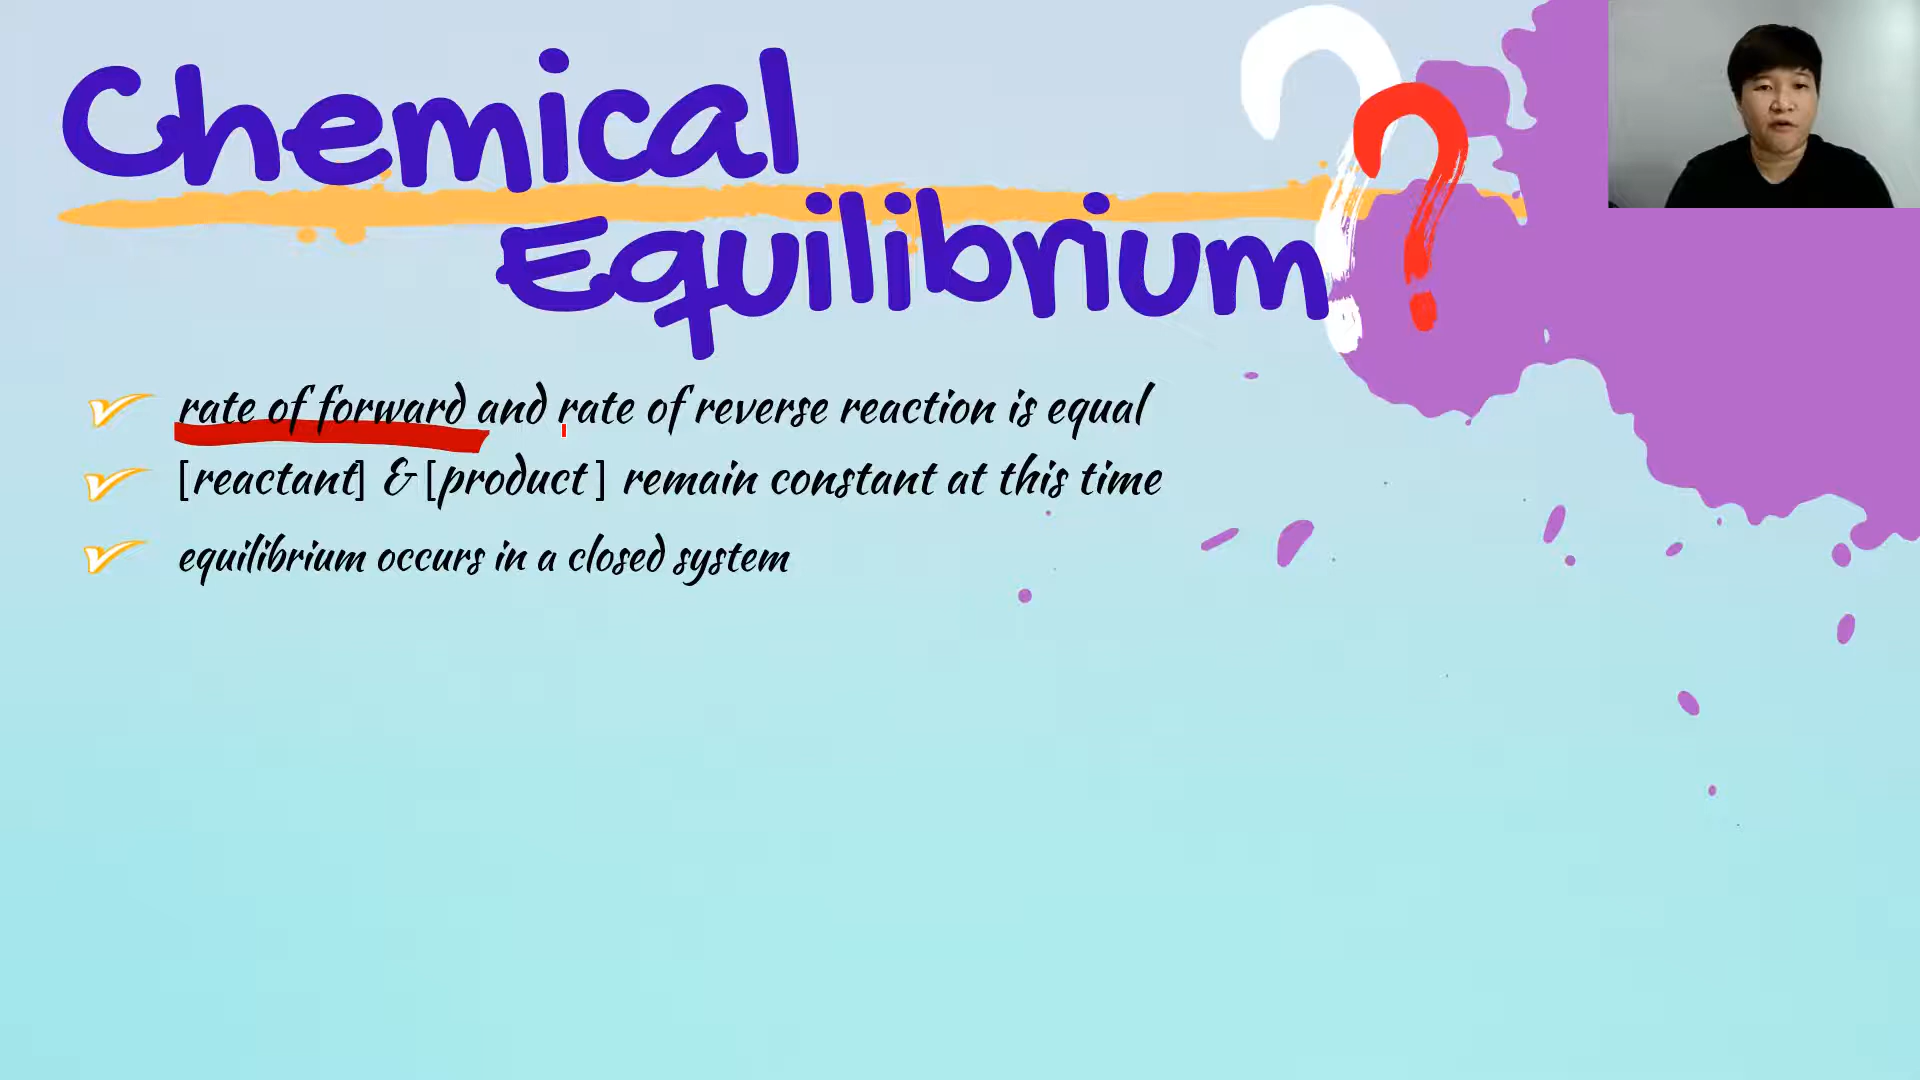 Chemical
Equilibrium?
rate of forward and rate of reverse reaction is equal
[reactant] & [product] remain constant at this time
equilibrium occurs in a closed system